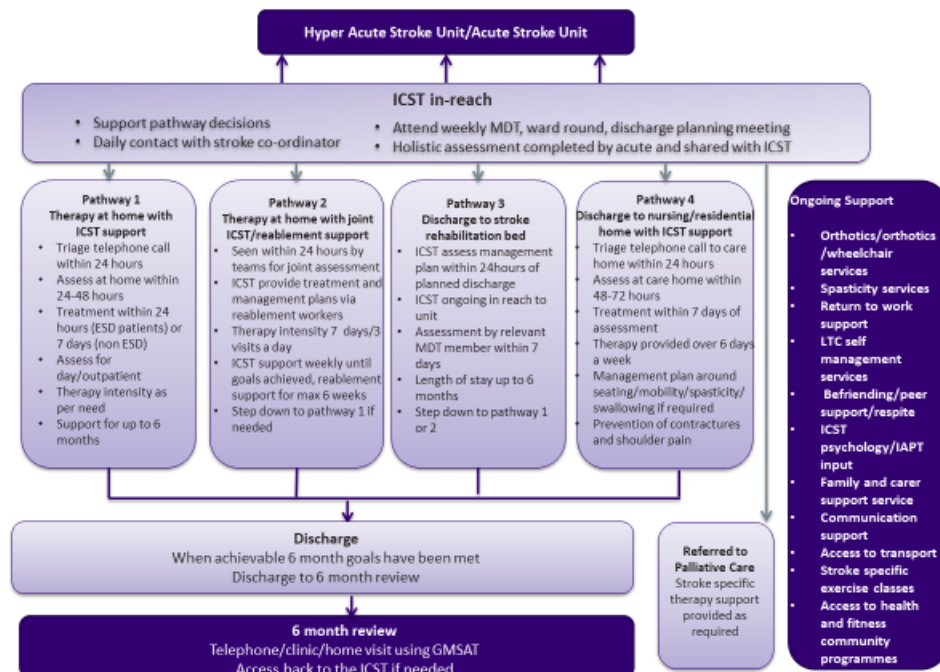 Hyper Acute Stroke Unit/Acute Stroke Unit
ICST in-reach
• Support pathway decisions
• Daily contact with stroke co-ordinator
• Attend weekly MDT, ward round, discharge planning meeting
• Holistic assessment completed by acute and shared with ICST
Pathway 1
Therapy at home with
ICST support
• Triage telephone call
within 24 hours
• Assess at home within
24-48 hours
• Treatment within 24
hours (ESD patients) or
7 days (non ESD)
• Assess for
day/outpatient
• Therapy intensity as
per need
• Support for up to 6
months
Pathway 2
Therapy at home with joint
ICST/reablement support
• Seen within 24 hours by
teams for joint assessment
• ICST provide treatment and
management plans via
reablement workers
• Therapy intensity 7 days/3
visits a day
• ICST support weekly until
goals achieved, reablement
support for max 6 weeks
• Step down to pathway 1 if
needed
Pathway 3
Discharge to stroke
rehabilitation bed
• ICST assess management
plan within 24hours of
planned discharge
• ICST ongoing in reach to
unit
• Assessment by relevant
MDT member within 7
days
• Length of stay up to 6
months
• Step down to pathway 1
or 2
Pathway 4
Discharge to nursing/residential
home with ICST support
• Triage telephone call to care
home within 24 hours
• Assess at care home within
48-72 hours
• Treatment within 7 days of
assessment
• Therapy provided over 6 days
a week
• Management plan around
seating/mobility/spasticity/
swallowing if required
• Prevention of contractures
and shoulder pain
Ongoing Support
• Orthotics/orthotics
/wheelchair
services
• Spasticity services
• Return to work
support
• LTC self
management
services
• Befriending/peer
support/respite
• ICST
psychology/IAPT
input
• Family and carer
support service
• Communication
support
• Access to transport
• Stroke specific
exercise classes
• Access to health
and fitness
community
programmes
Discharge
When achievable 6 month goals have been met
Discharge to 6 month review
Referred to
Palliative Care
Stroke specific
therapy support
provided as
required
6 month review
Telephone/clinic/home visit using GMSAT
Access back to the ICST if needed